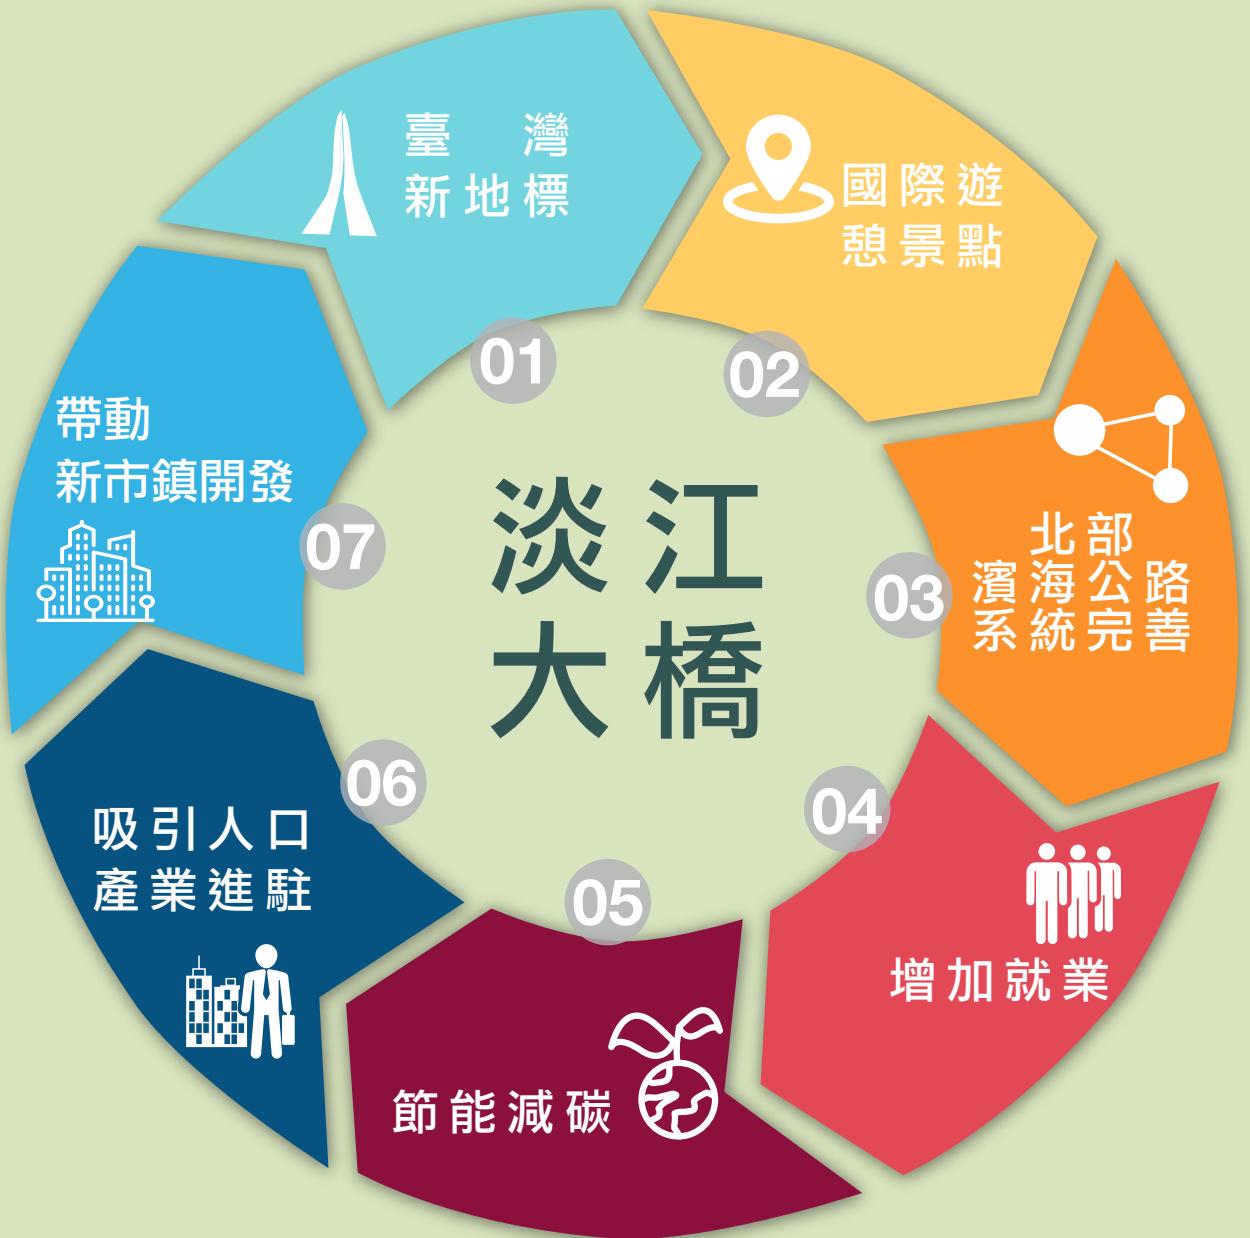 淡江
大橋
01
臺灣
新地標
02
國際遊
憩景點
03
北部
濱海公路
系統完善
04
增加就業
05
節能減碳
06
吸引人口
產業進駐
07
帶動
新市鎮開發